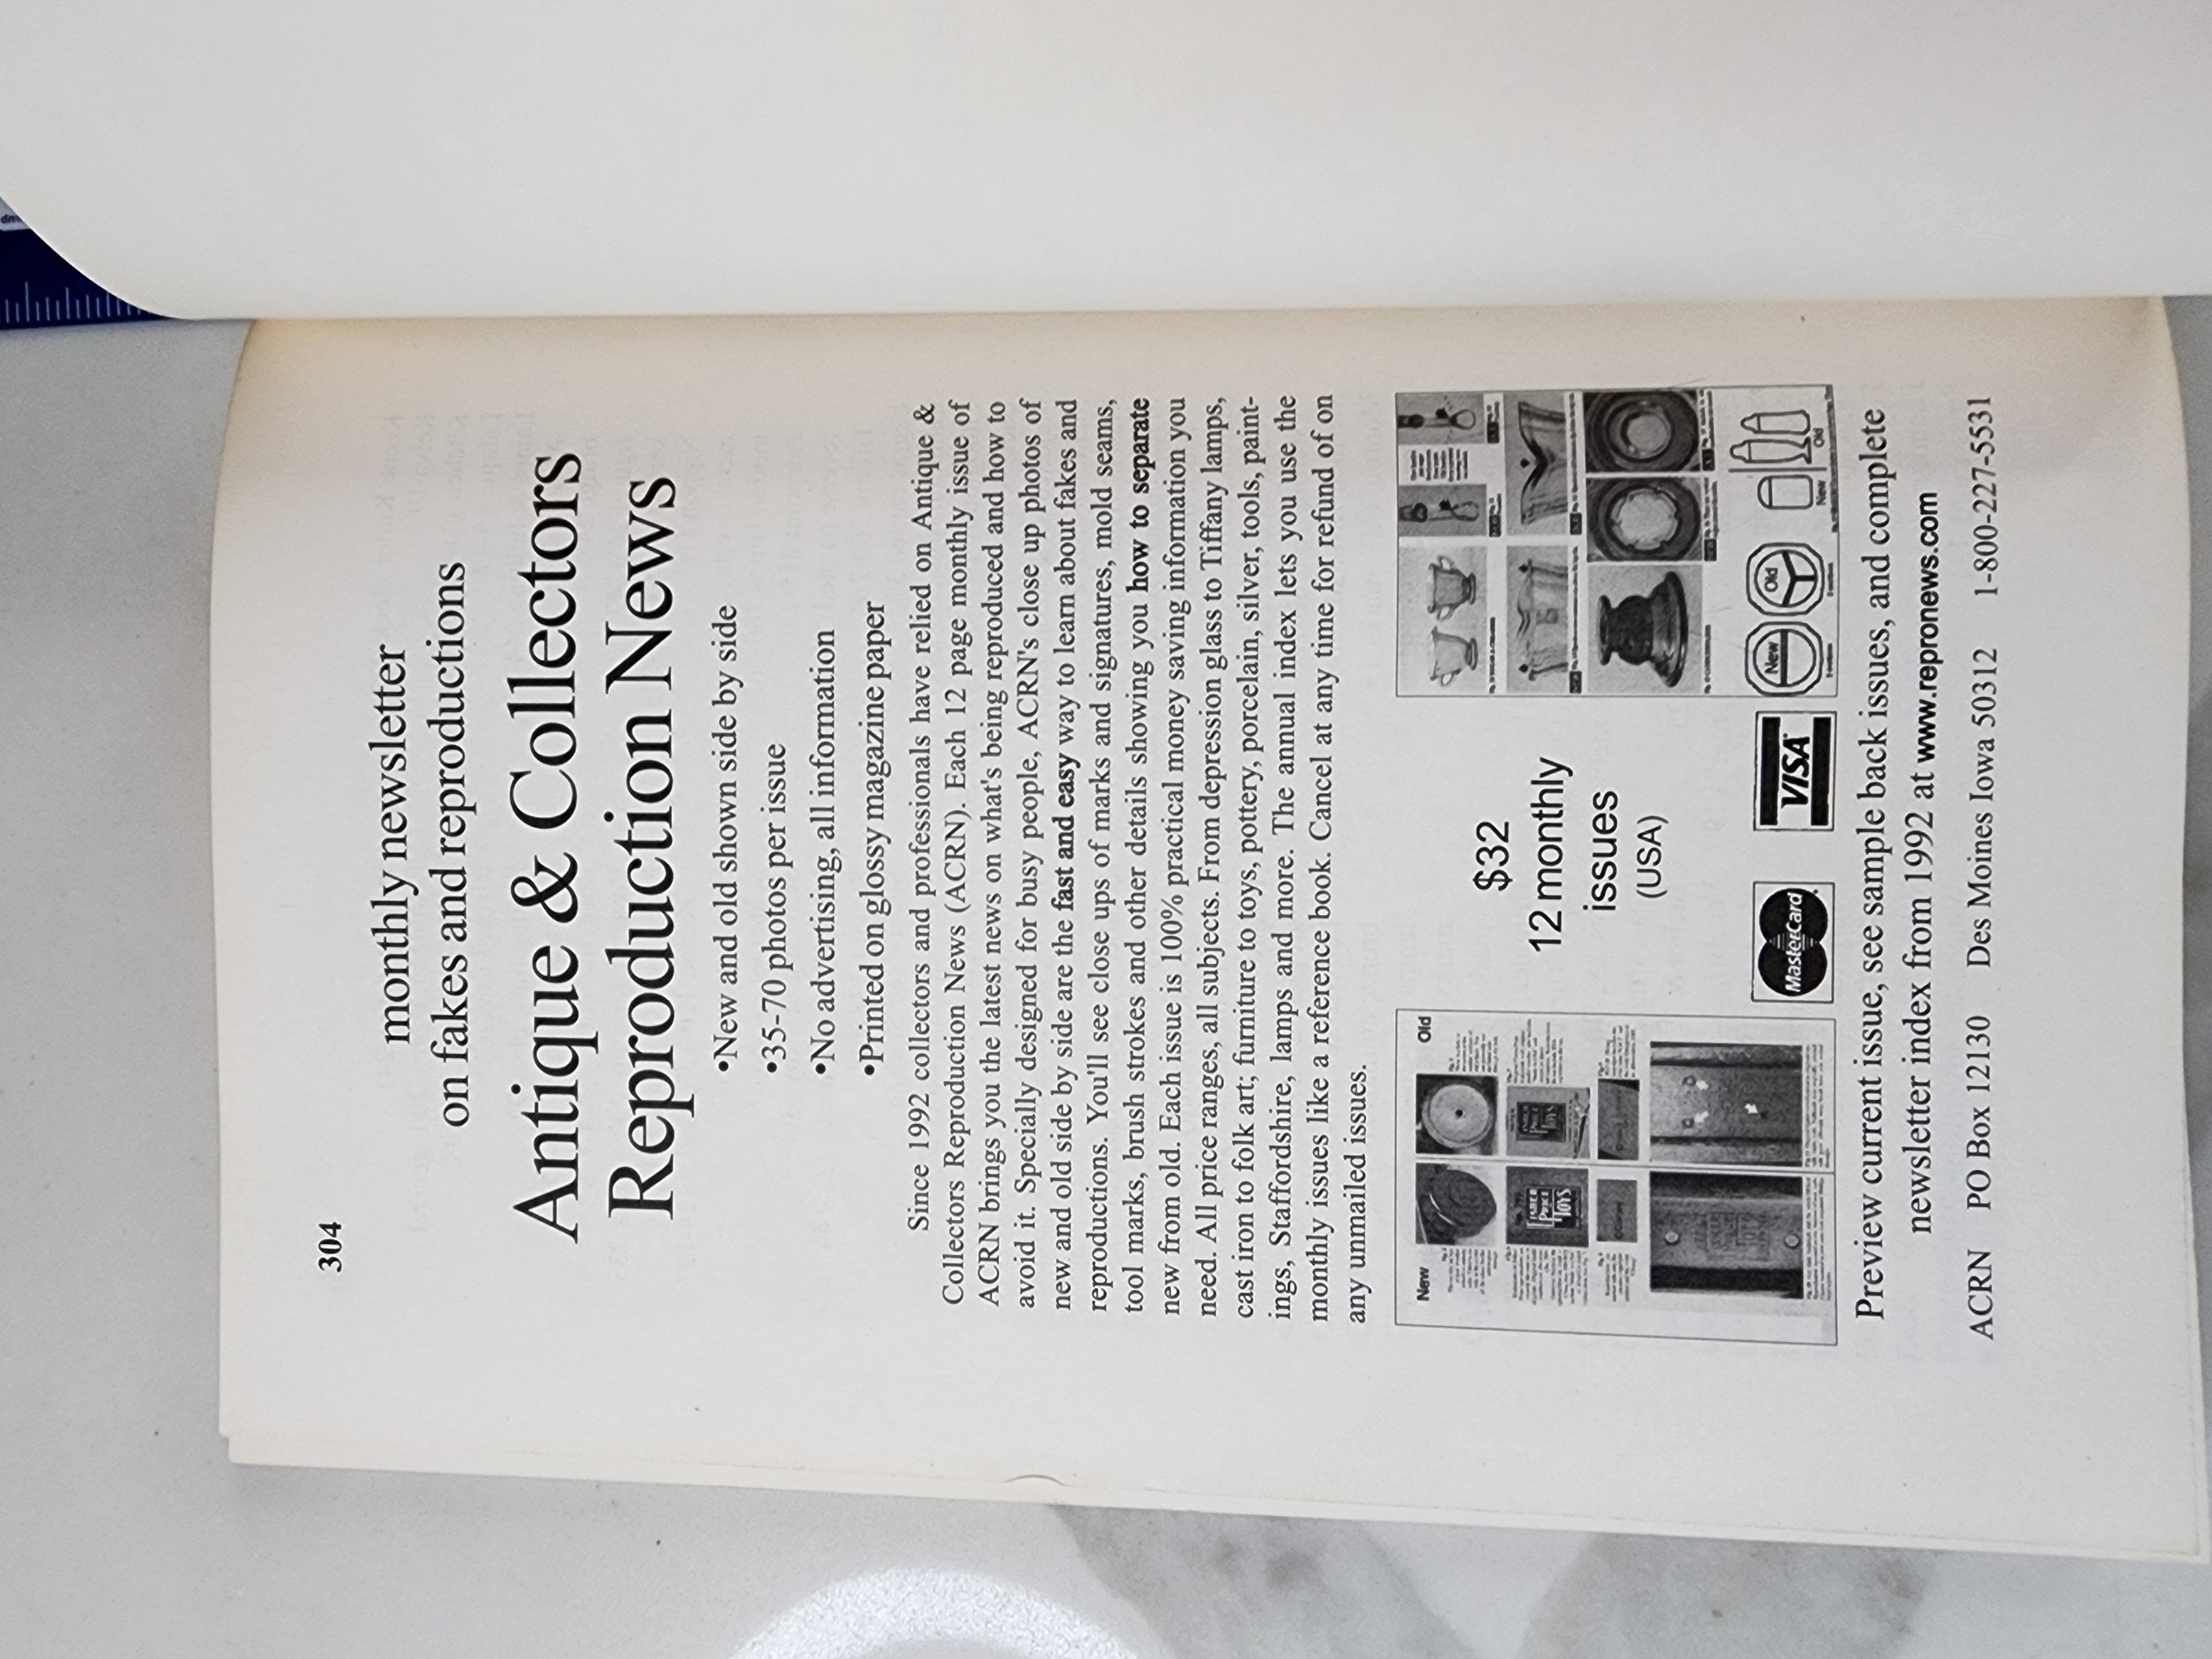 304
monthly newsletter
on fakes and reproductions
Antique & Collectors
Reproduction News
•New and old shown side by side
•35-70 photos per issue
•No advertising, all information
•Printed on glossy magazine paper
Since 1992 collectors and professionals have relied on Antique &
Collectors Reproduction News (ACRN). Each 12 page monthly issue of
ACRN brings you the latest news on what's being reproduced and how to
avoid it. Specially designed for busy people, ACRN's close up photos of
new and old side by side are the fast and easy way to learn about fakes and
reproductions. You'll see close ups of marks and signatures, mold seams,
tool marks, brush strokes and other details showing you how to separate
new from old. Each issue is 100% practical money saving information you
need. All price ranges, all subjects. From depression glass to Tiffany lamps,
cast iron to folk art; furniture to toys, pottery, porcelain, silver, tools, paint-
ings, Staffordshire, lamps and more. The annual index lets you use the
monthly issues like a reference book. Cancel at any time for refund of on
any unmailed issues.
New
Old
$32
12 monthly
issues
(USA)
MasterCard
VISA
New
Old
New
Old
Preview current issue, see sample back issues, and complete
newsletter index from 1992 at www.repronews.com
ACRN PO Box 12130 Des Moines Iowa 50312 1-800-227-5531